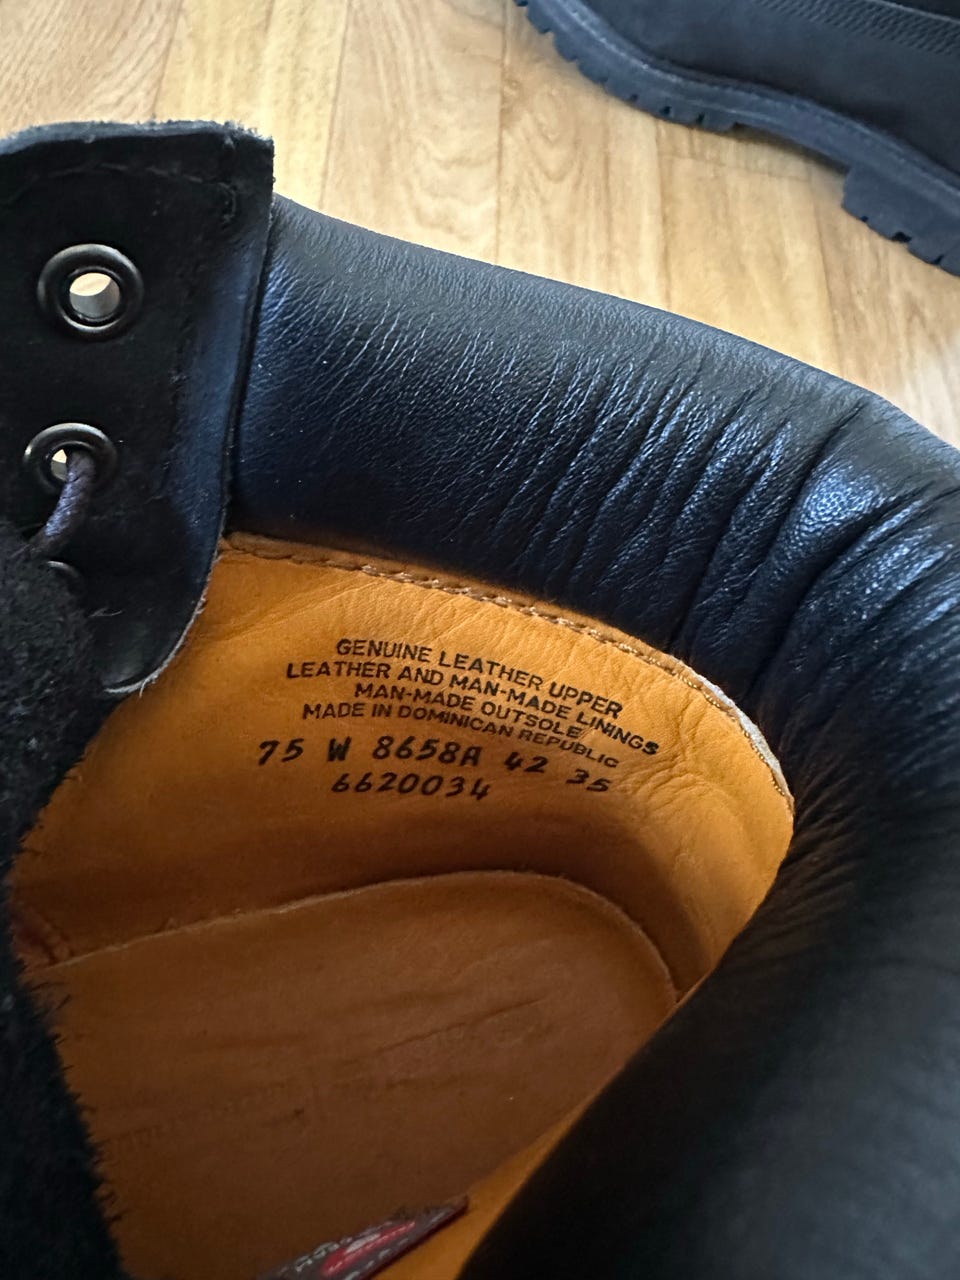 GENUINE LEATHER UPPER
LEATHER AND MAN-MADE LININGS
MAN-MADE OUTSOLE
MADE IN DOMINICAN REPUBLIC
75 W 8658A 42 35
6620034